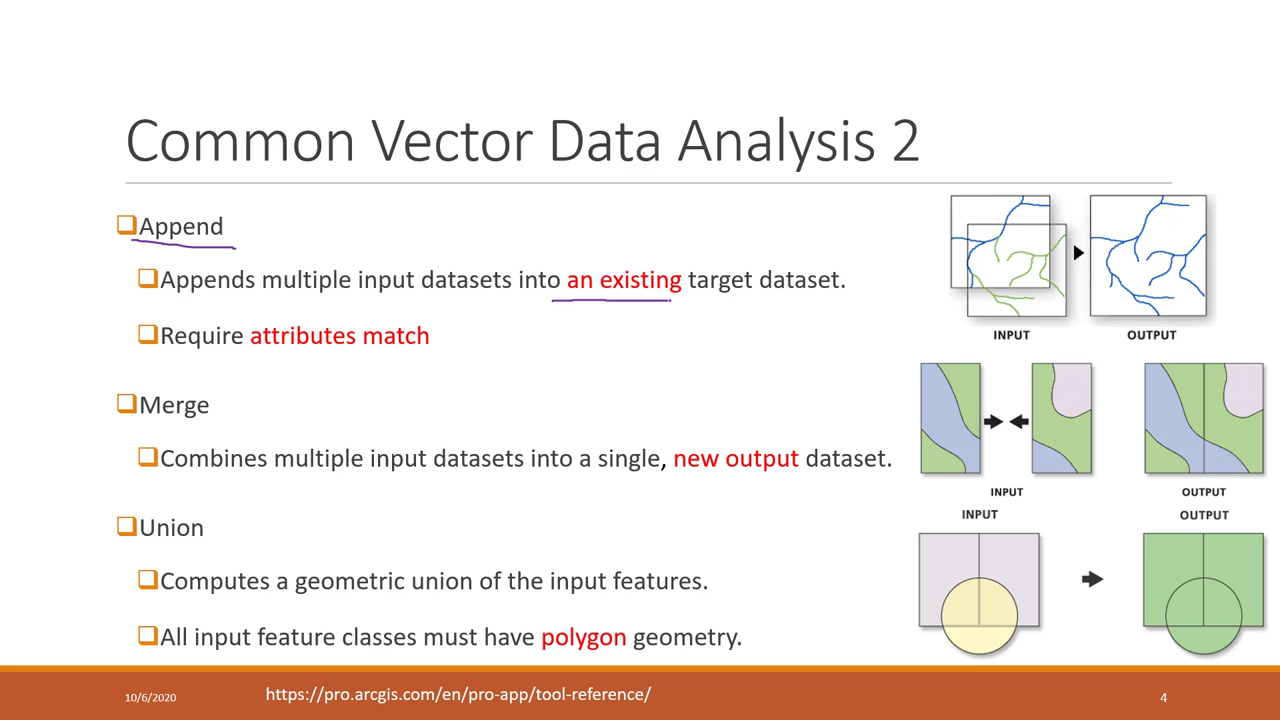 Common Vector Data Analysis 2
Append
Appends multiple input datasets into an existing target dataset.
Require attributes match
Merge
Combines multiple input datasets into a single, new output dataset.
Union
Computes a geometric union of the input features.
All input feature classes must have polygon geometry.
INPUT OUTPUT
INPUT OUTPUT
INPUT OUTPUT
10/6/2020 https://pro.arcgis.com/en/pro-app/tool-reference/ 4